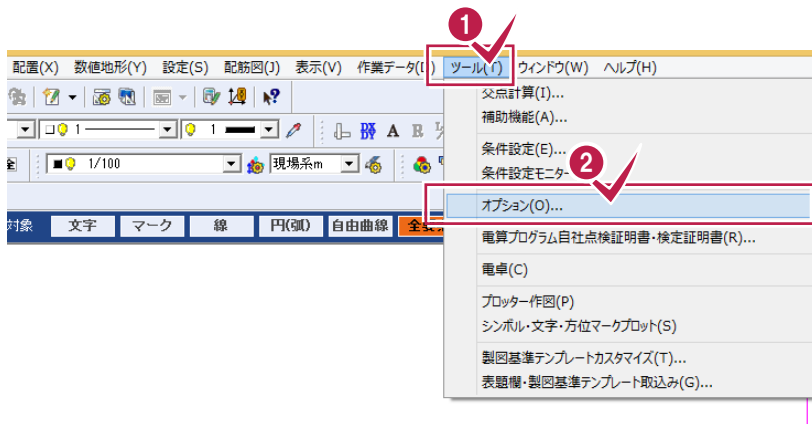 1
配置(X) 数値地形(Y) 設定(S) 配筋図(J) 表示(V) 作業データ( ) ツール(T) ウィンドウ(W) ヘルプ(H)
交点計算(I)...
補助機能(A)...
1 1 A R
条件設定(E)...
1/100 現場系m
2
条件設定モニター
オプション(O)...
対象 文字 マーク 線 円(弧) 自由曲線
電算プログラム自社点検証明書・検定証明書(R)...
電卓(C)
プロッター作図(P)
シンボル・文字・方位マークプロット(S)
製図基準テンプレートカスタマイズ(T)...
表題欄・製図基準テンプレート取込み(G)...